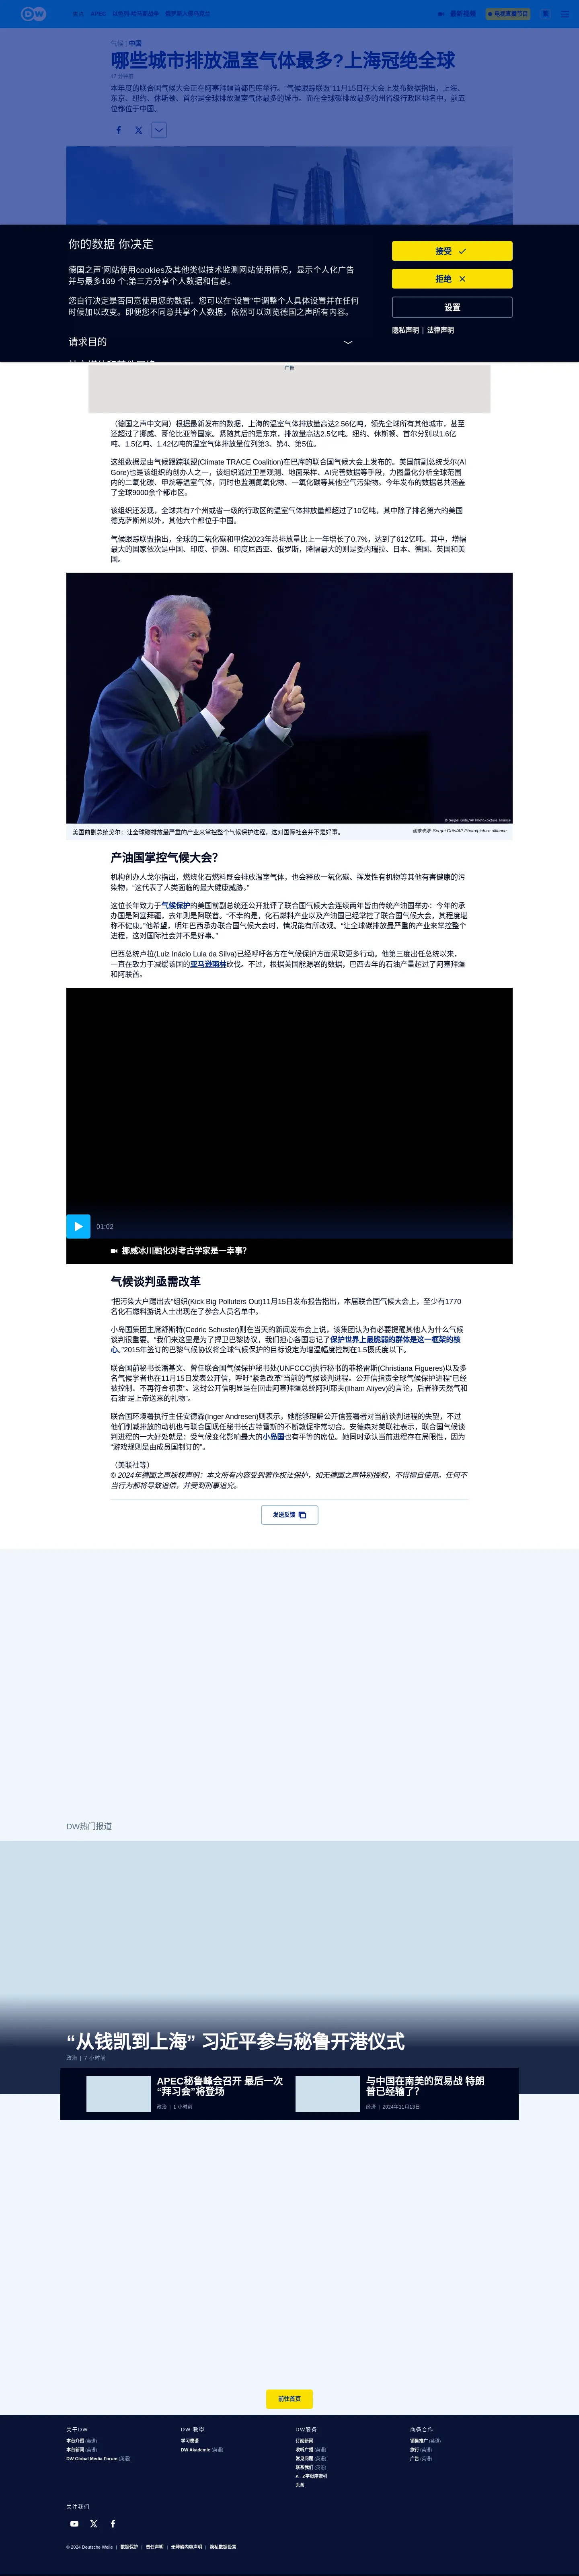 DW
APEC
最新视频
电视直播节目
繁
气候 | 中国
哪些城市排放温室气体最多?上海冠绝全球
本年度的联合国气候大会正在阿塞拜疆首都巴库举行。“气候跟踪联盟”11月15日在大会上发布数据指出，上海、
东京、纽约、休斯顿、首尔是全球排放温室气体最多的城市。而在全球碳排放最多的州省级行政区排名中，前五
位都位于中国。
你的数据 你决定
德国之声'网站使用cookies及其他类似技术监测网站使用情况，显示个人化广告
并与最多169 个;第三方分享个人数据和信息。
您自行决定是否同意使用您的数据。您可以在“设置”中调整个人具体设置并在任何
时候加以改变。即便您不同意共享个人数据，依然可以浏览德国之声所有内容。
请求目的
接受
拒绝
设置
隐私声明 | 法律声明
广告
（德国之声中文网）根据最新发布的数据，上海的温室气体排放量高达2.56亿吨，领先全球所有其他城市，甚至
还超过了挪威、哥伦比亚等国家。紧随其后的是东京，排放量高达2.5亿吨。纽约、休斯顿、首尔分别以1.6亿
吨、1.5亿吨、1.42亿吨的温室气体排放量位列第3、第4、第5位。
这组数据是由气候跟踪联盟(Climate TRACE Coalition)在巴库的联合国气候大会上发布的。美国前副总统戈尔(Al
Gore)也是该组织的创办人之一，该组织通过卫星观测、地面采样、AI完善数据等手段，力图量化分析全球范围
内的二氧化碳、甲烷等温室气体，同时也监测氮氧化物、一氧化碳等其他空气污染物。今年发布的数据总共涵盖
了全球9000余个都市区。
该组织还发现，全球共有7个州或省一级的行政区的温室气体排放量都超过了10亿吨，其中除了排名第六的美国
德克萨斯州以外，其他六个都位于中国。
气候跟踪联盟指出，全球的二氧化碳和甲烷2023年总排放量比上一年增长了0.7%，达到了612亿吨。其中，增幅
最大的国家依次是中国、印度、伊朗、印度尼西亚、俄罗斯，降幅最大的则是委内瑞拉、日本、德国、英国和美
国。
© Sergei Grits/AP Photo/picture alliance
美国前副总统戈尔：让全球碳排放最严重的产业来掌控整个气候保护进程，这对国际社会并不是好事。
图像来源: Sergei Grits/AP Photo/picture alliance
产油国掌控气候大会?
机构创办人戈尔指出，燃烧化石燃料既会排放温室气体，也会释放一氧化碳、挥发性有机物等其他有害健康的污
染物，“这代表了人类面临的最大健康威胁。”
这位长年致力于气候保护的美国前副总统还公开批评了联合国气候大会连续两年皆由传统产油国举办：今年的承
办国是阿塞拜疆，去年则是阿联酋。“不幸的是，化石燃料产业以及产油国已经掌控了联合国气候大会，其程度堪
称不健康。”他希望，明年巴西承办联合国气候大会时，情况能有所改观。“让全球碳排放最严重的产业来掌控整个
进程，这对国际社会并不是好事。”
巴西总统卢拉(Luiz Inácio Lula da Silva)已经呼吁各方在气候保护方面采取更多行动。他第三度出任总统以来，
一直在致力于减缓该国的亚马逊雨林砍伐。不过，根据美国能源署的数据，巴西去年的石油产量超过了阿塞拜疆
和阿联酋。
01:02
挪威冰川融化对考古学家是一幸事?
气候谈判亟需改革
“把污染大户踢出去”组织(Kick Big Polluters Out)11月15日发布报告指出，本届联合国气候大会上，至少有1770
名化石燃料游说人士出现在了参会人员名单中。
小岛国集团主席舒斯特(Cedric Schuster)则在当天的新闻发布会上说，该集团认为有必要提醒其他人为什么气候
谈判很重要。“我们来这里是为了捍卫巴黎协议，我们担心各国忘记了保护世界上最脆弱的群体是这一框架的核
心。”2015年签订的巴黎气候协议将全球气候保护的目标设定为增温幅度控制在1.5摄氏度以下。
联合国前秘书长潘基文、曾任联合国气候保护秘书处(UNFCCC)执行秘书的菲格雷斯(Christiana Figueres)以及多
名气候学者也在11月15日发表公开信，呼吁“紧急改革”当前的气候谈判进程。公开信指责全球气候保护进程“已经
被控制、不再符合初衷”。这封公开信明显是在回击阿塞拜疆总统阿利耶夫(Ilham Aliyev)的言论，后者称天然气和
石油“是上帝送来的礼物”。
联合国环境署执行主任安德森(Inger Andresen)则表示，她能够理解公开信签署者对当前谈判进程的失望，不过
他们削减排放的动机也与联合国现任秘书长古特雷斯的不断敦促非常切合。安德森对美联社表示，联合国气候谈
判进程的一大好处就是：受气候变化影响最大的小岛国也有平等的席位。她同时承认当前进程存在局限性，因为
“游戏规则是由成员国制订的”。
（美联社等）
© 2024年德国之声版权声明：本文所有内容受到著作权法保护，如无德国之声特别授权，不得擅自使用。任何不
当行为都将导致追偿，并受到刑事追究。
发送反馈
DW热门报道
“从钱凯到上海” 习近平参与秘鲁开港仪式
政治 | 7 小时前
APEC秘鲁峰会召开 最后一次
“拜习会”将登场
政治 | 1 小时前
与中国在南美的贸易战 特朗
普已经输了?
经济 | 2024年11月13日
前往首页
关于DW
本台介绍 (英语)
本台新闻 (英语)
DW Global Media Forum (英语)
DW 教學
学习德语
DW Akademie (英语)
DW服务
订阅新闻
收听广播 (英语)
常见问题 (英语)
联系我们 (英语)
A - Z字母序索引
头条
商务合作
销售推广 (英语)
旅行 (英语)
广告 (英语)
关注我们
© 2024 Deutsche Welle | 数据保护 | 责任声明 | 无障碍内容声明 | 隐私数据设置